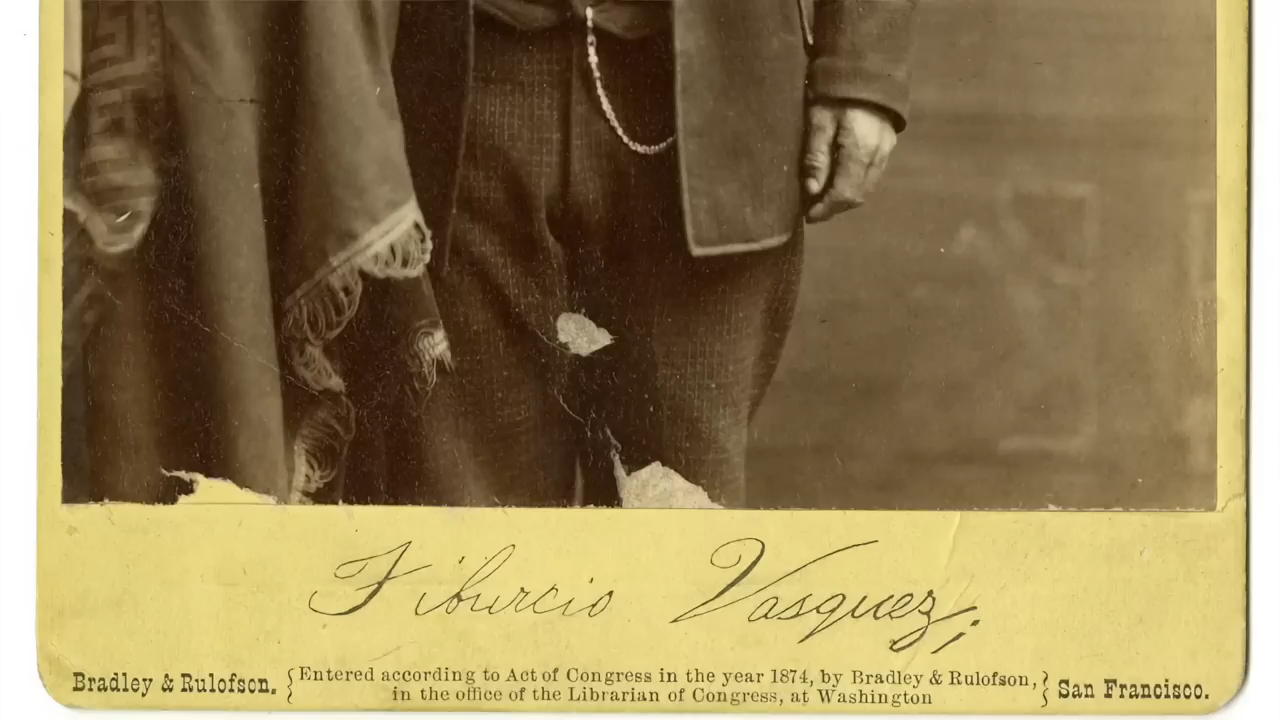 Tiburcio Vasquez;
Bradley & Rulofson. {Entered according to Act of Congress in the year 1874, by Bradley & Rulofson,} San Francisco.
in the office of the Librarian of Congress, at Washington